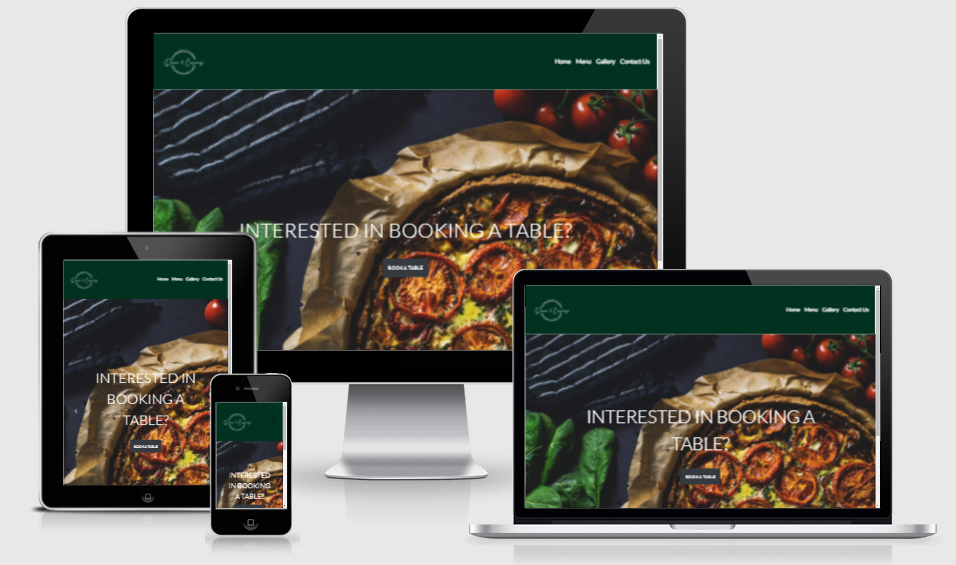 Home Menu Gallery Contact Us
INTERESTED IN BOOKING A TABLE?
BOOK A TABLE
Home Menu Gallery Contact Us
INTERESTED IN
BOOKING A
TABLE?
BOOK A TABLE
INTERESTED
IN BOOKING
A TABLE?
Home Menu Gallery Contact Us
INTERESTED IN BOOKING A
TABLE?
BOOK A TABLE